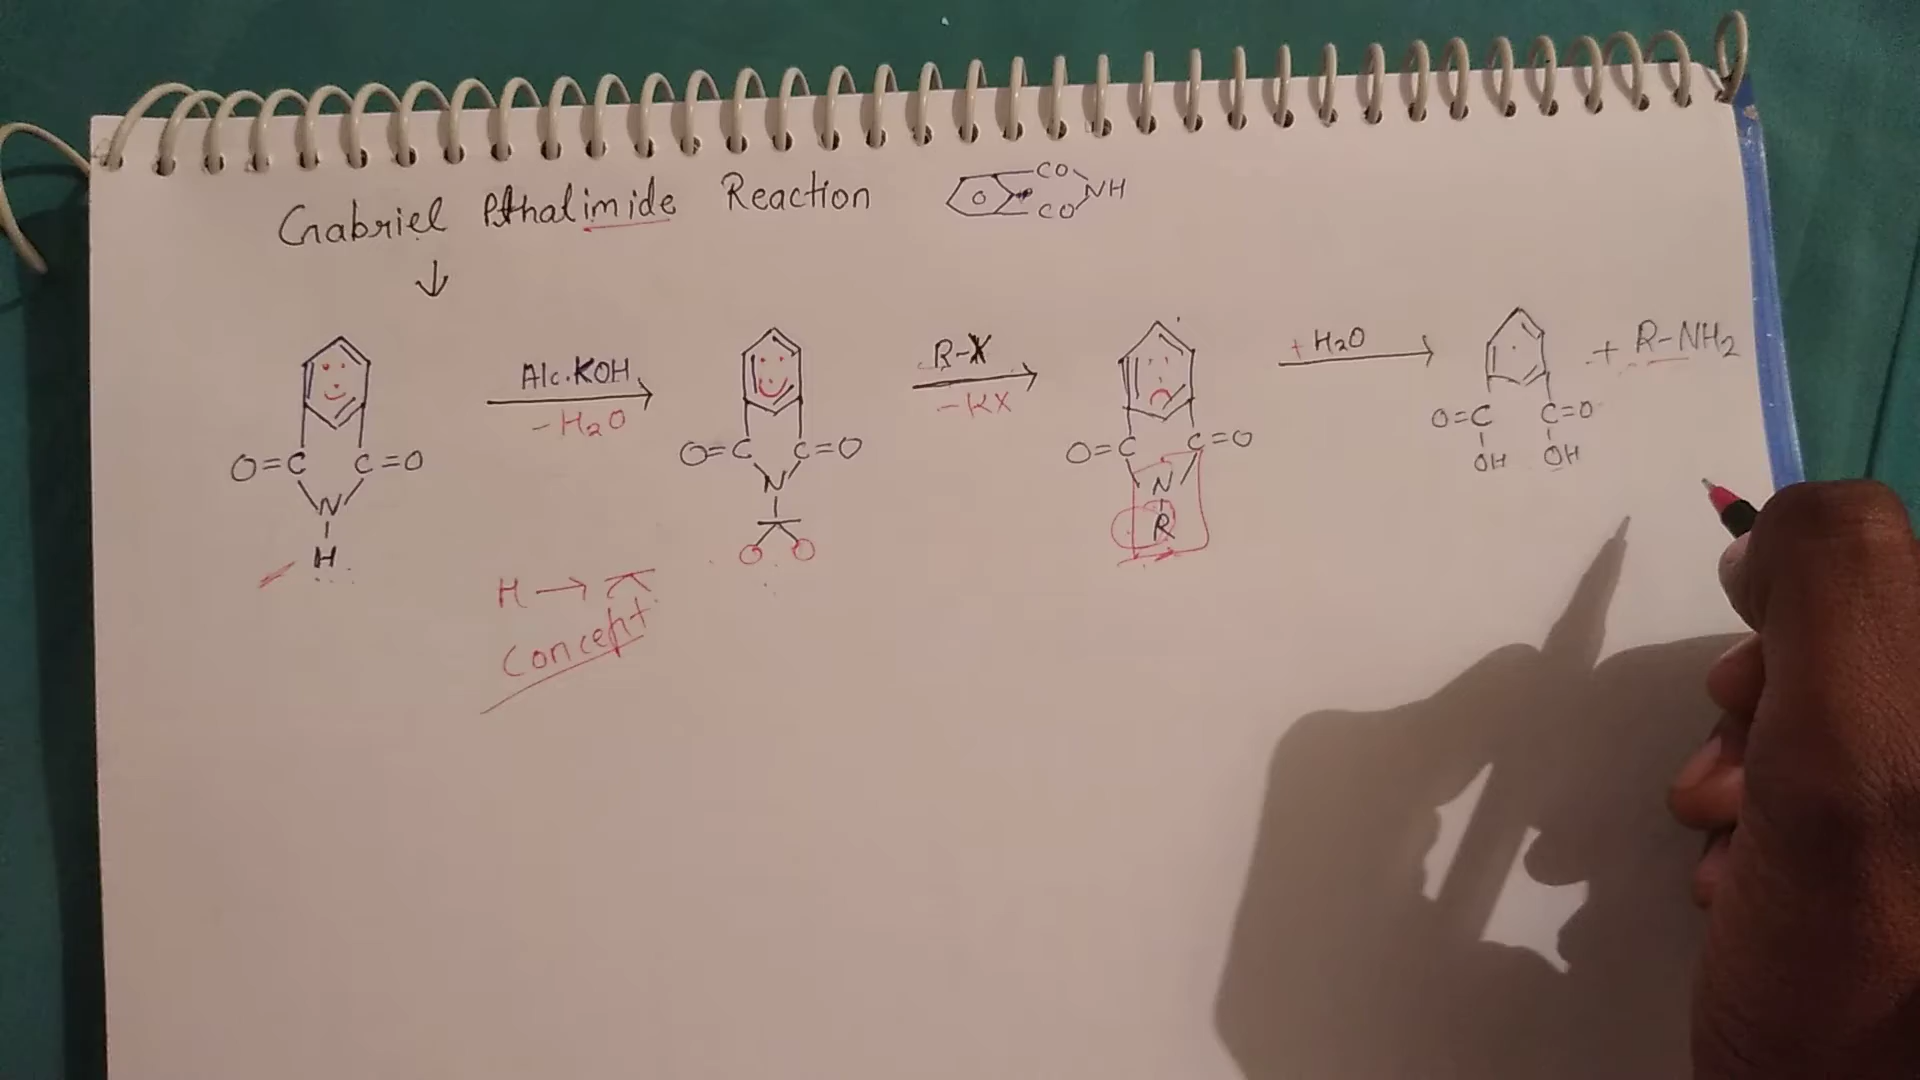 Gabriel Pthalimide Reaction
CO
NH
CO
Alc.KOH
-H2O
R-X
-KX
+H2O
+ R-NH2
O=C C=O
N
H
O=C C=O
N
K
O=C C=O
N
R
O=C C=O
OH OH
H → K
Concept